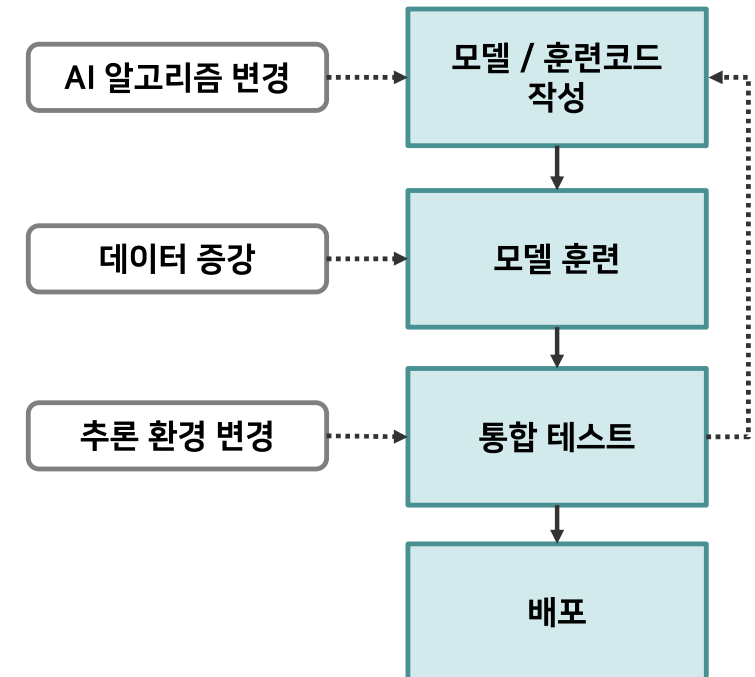 AI 알고리즘 변경
모델 / 훈련코드
작성
데이터 증강
모델 훈련
추론 환경 변경
통합 테스트
배포